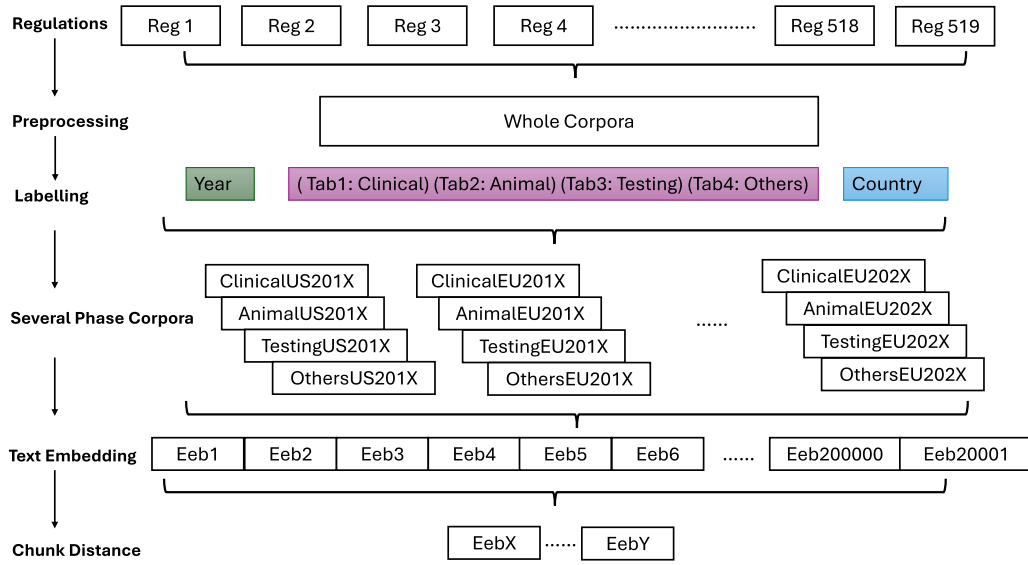 Regulations Reg 1 Reg 2 Reg 3 Reg 4 ........................ Reg 518 Reg 519
Preprocessing Whole Corpora
Labelling Year ( Tab1: Clinical) (Tab2: Animal) (Tab3: Testing) (Tab4: Others) Country
ClinicalUS201X ClinicalEU201X ClinicalEU202X
AnimalUS201X AnimalEU201X AnimalEU202X
Several Phase Corpora ......
TestingUS201X TestingEU201X TestingEU202X
OthersUS201X OthersEU201X OthersEU202X
Text Embedding Eeb1 Eeb2 Eeb3 Eeb4 Eeb5 Eeb6 ...... Eeb200000 Eeb20001
Chunk Distance EebX ...... EebY